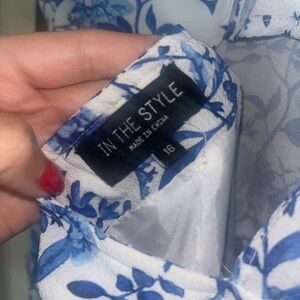 IN THE STYLE
MADE IN CHINA
16